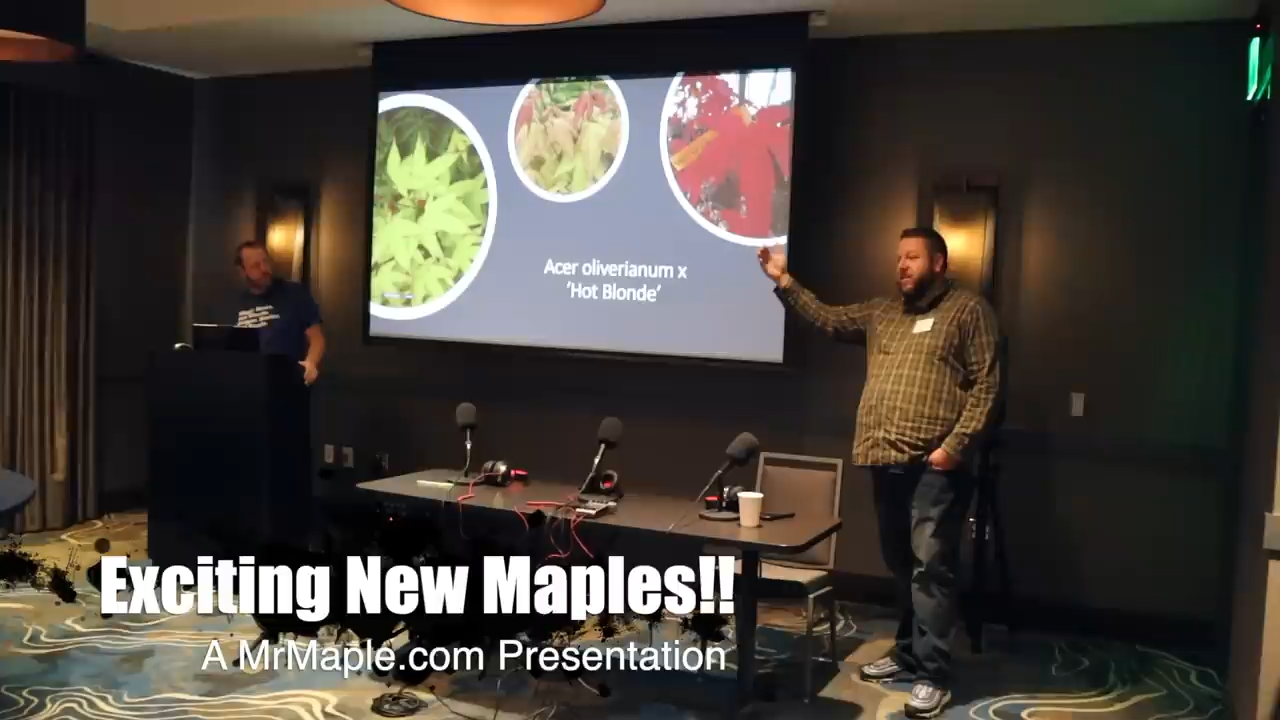 Acer oliverianum x
‘Hot Blonde’
Exciting New Maples!!
A MrMaple.com Presentation